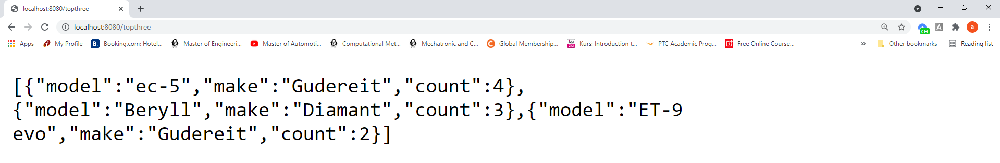 localhost:8080/topthree
localhost:8080/topthree
A a
CH
Apps My Profile B. Booking.com: Hotel... Master of Engineeri... Master of Automoti... Computational Met... Mechatronic and C... C Global Membership... Kurs: Introduction t... PTC Academic Prog... Free Online Course... » Other bookmarks Reading list
[{"model":"ec-5","make":"Gudereit","count":4},
{"model":"Beryll","make":"Diamant","count":3},{"model":"ET-9
evo","make":"Gudereit","count":2}]